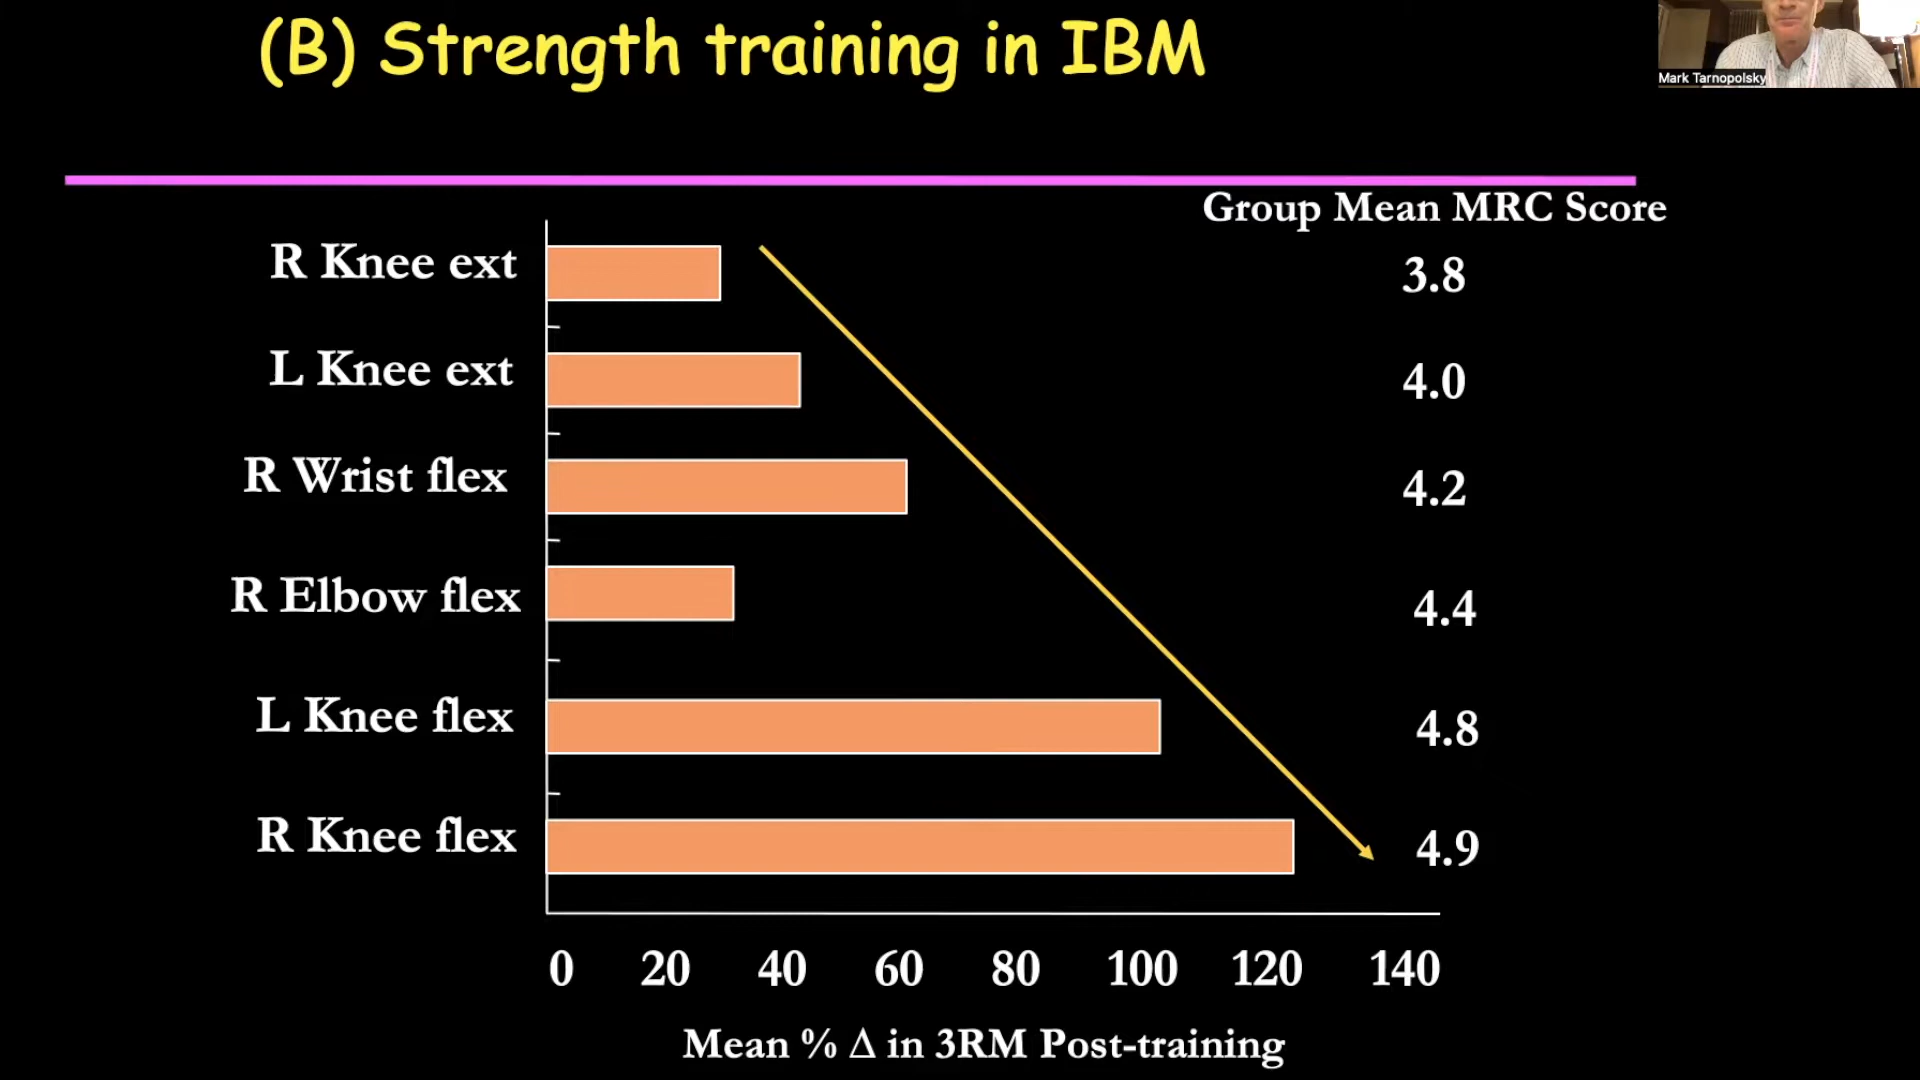 (B) Strength training in IBM
Mark Tarnopolsky
Group Mean MRC Score
R Knee ext 3.8
L Knee ext 4.0
R Wrist flex 4.2
R Elbow flex 4.4
L Knee flex 4.8
R Knee flex 4.9
0 20 40 60 80 100 120 140
Mean % Δ in 3RM Post-training